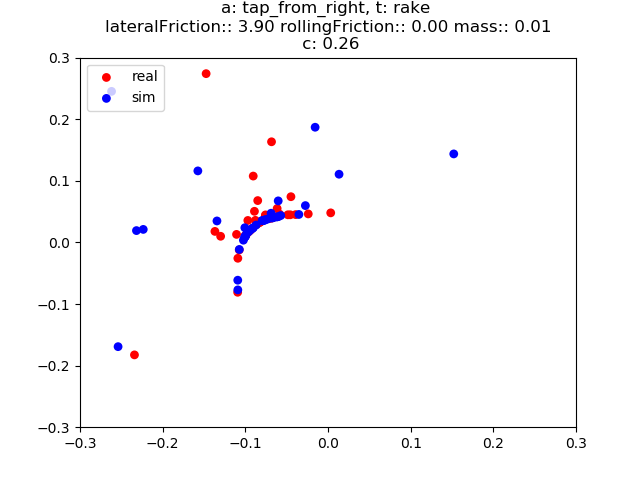 a: tap_from_right, t: rake
lateralFriction:: 3.90 rollingFriction:: 0.00 mass:: 0.01
c: 0.26
real
sim
0.3
0.2
0.1
0.0
−0.1
−0.2
−0.3
−0.3 −0.2 −0.1 0.0 0.1 0.2 0.3